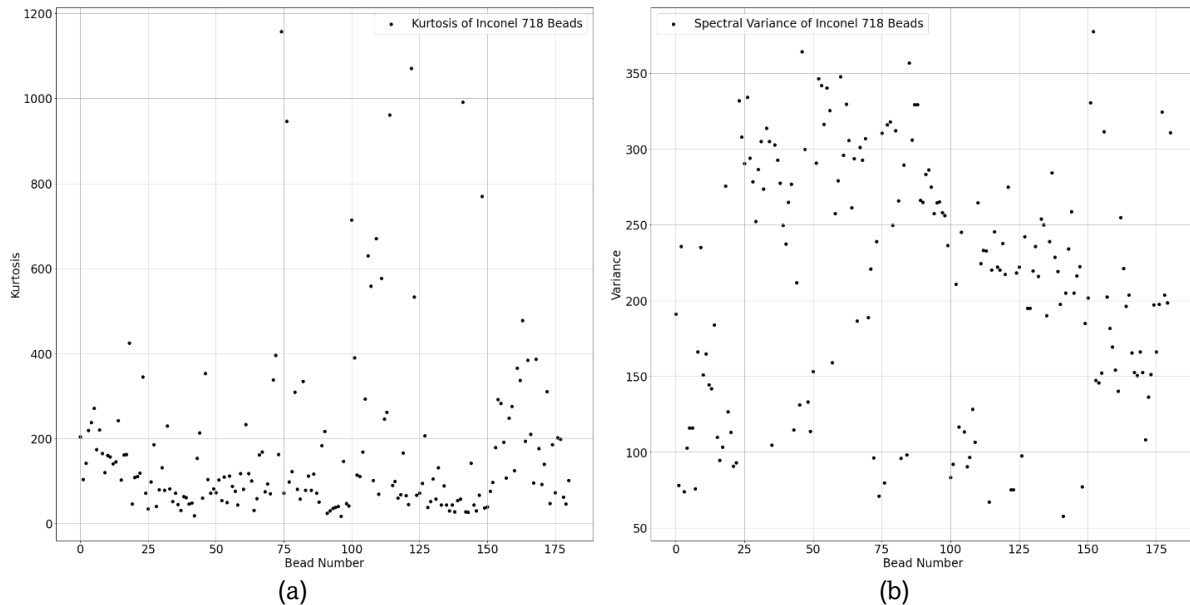 Kurtosis of Inconel 718 Beads
1200
1000
800
600
400
200
0
Kurtosis
0 25 50 75 100 125 150 175
Bead Number
(a)
Spectral Variance of Inconel 718 Beads
350
300
250
200
150
100
50
Variance
0 25 50 75 100 125 150 175
Bead Number
(b)